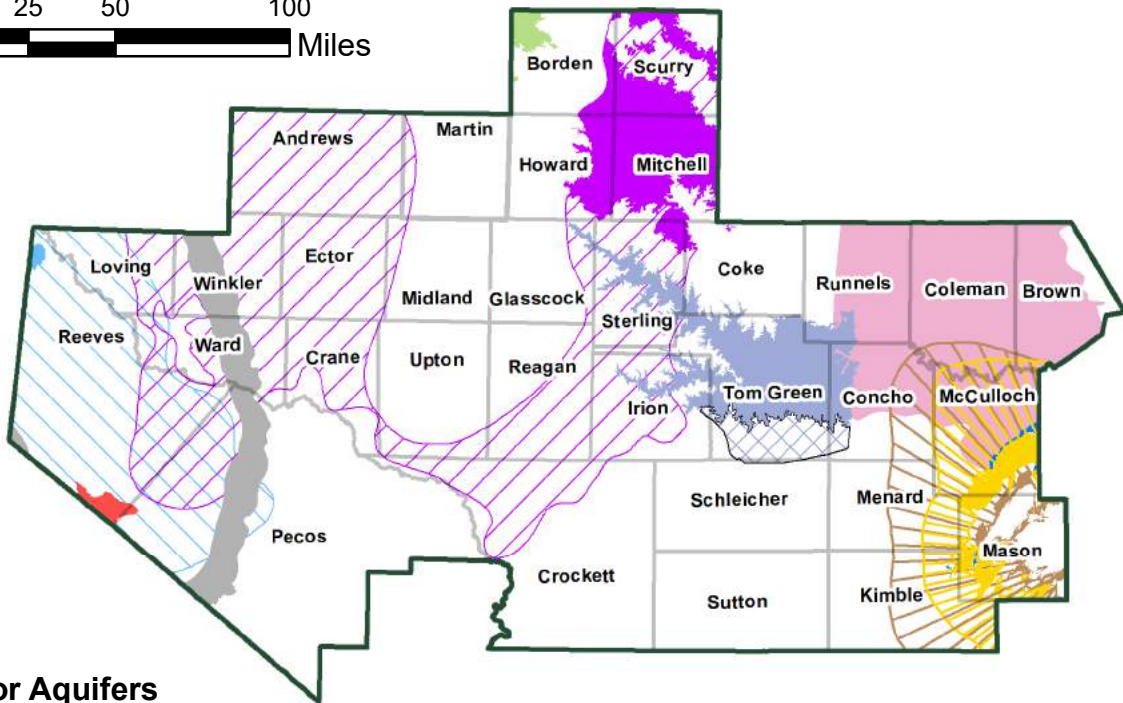 25 50 100
Miles
Borden
Scurry
Andrews
Martin
Howard
Mitchell
Loving
Winkler
Ector
Midland
Glasscock
Coke
Runnels
Coleman
Brown
Reeves
Ward
Crane
Upton
Reagan
Sterling
Irion
Tom Green
Concho
McCulloch
Pecos
Schleicher
Menard
Mason
Crockett
Sutton
Kimble
or Aquifers